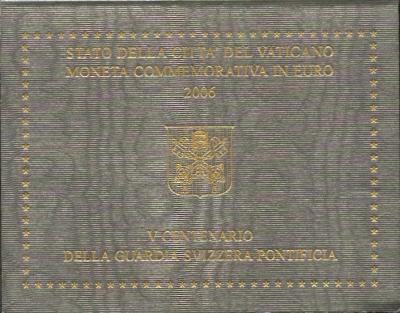 STATO DELLA CITTA' DEL VATICANO
MONETA COMMEMORATIVA IN EURO
2006
V CENTENARIO
DELLA GUARDIA SVIZZERA PONTIFICIA